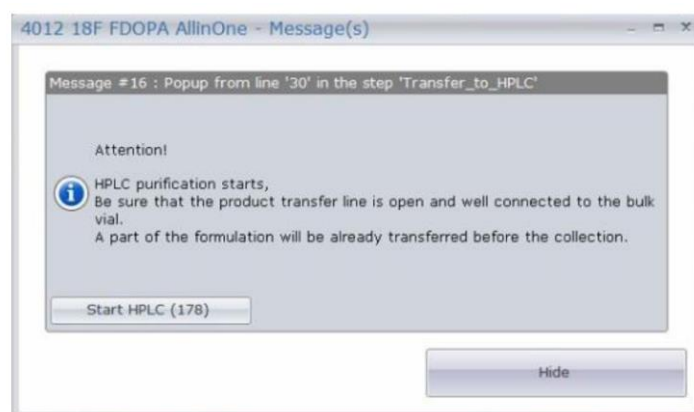 4012 18F FDOPA AllinOne - Message(s)
Message #16 : Popup from line '30' in the step 'Transfer_to_HPLC'
Attention!
HPLC purification starts,
Be sure that the product transfer line is open and well connected to the bulk
vial.
A part of the formulation will be already transferred before the collection.
Start HPLC (178)
Hide